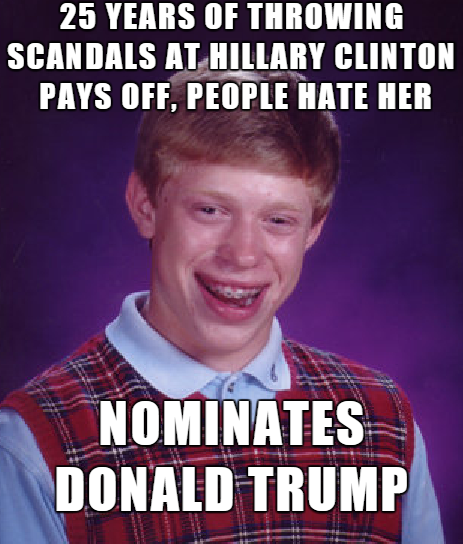 25 YEARS OF THROWING
SCANDALS AT HILLARY CLINTON
PAYS OFF, PEOPLE HATE HER
NOMINATES
DONALD TRUMP